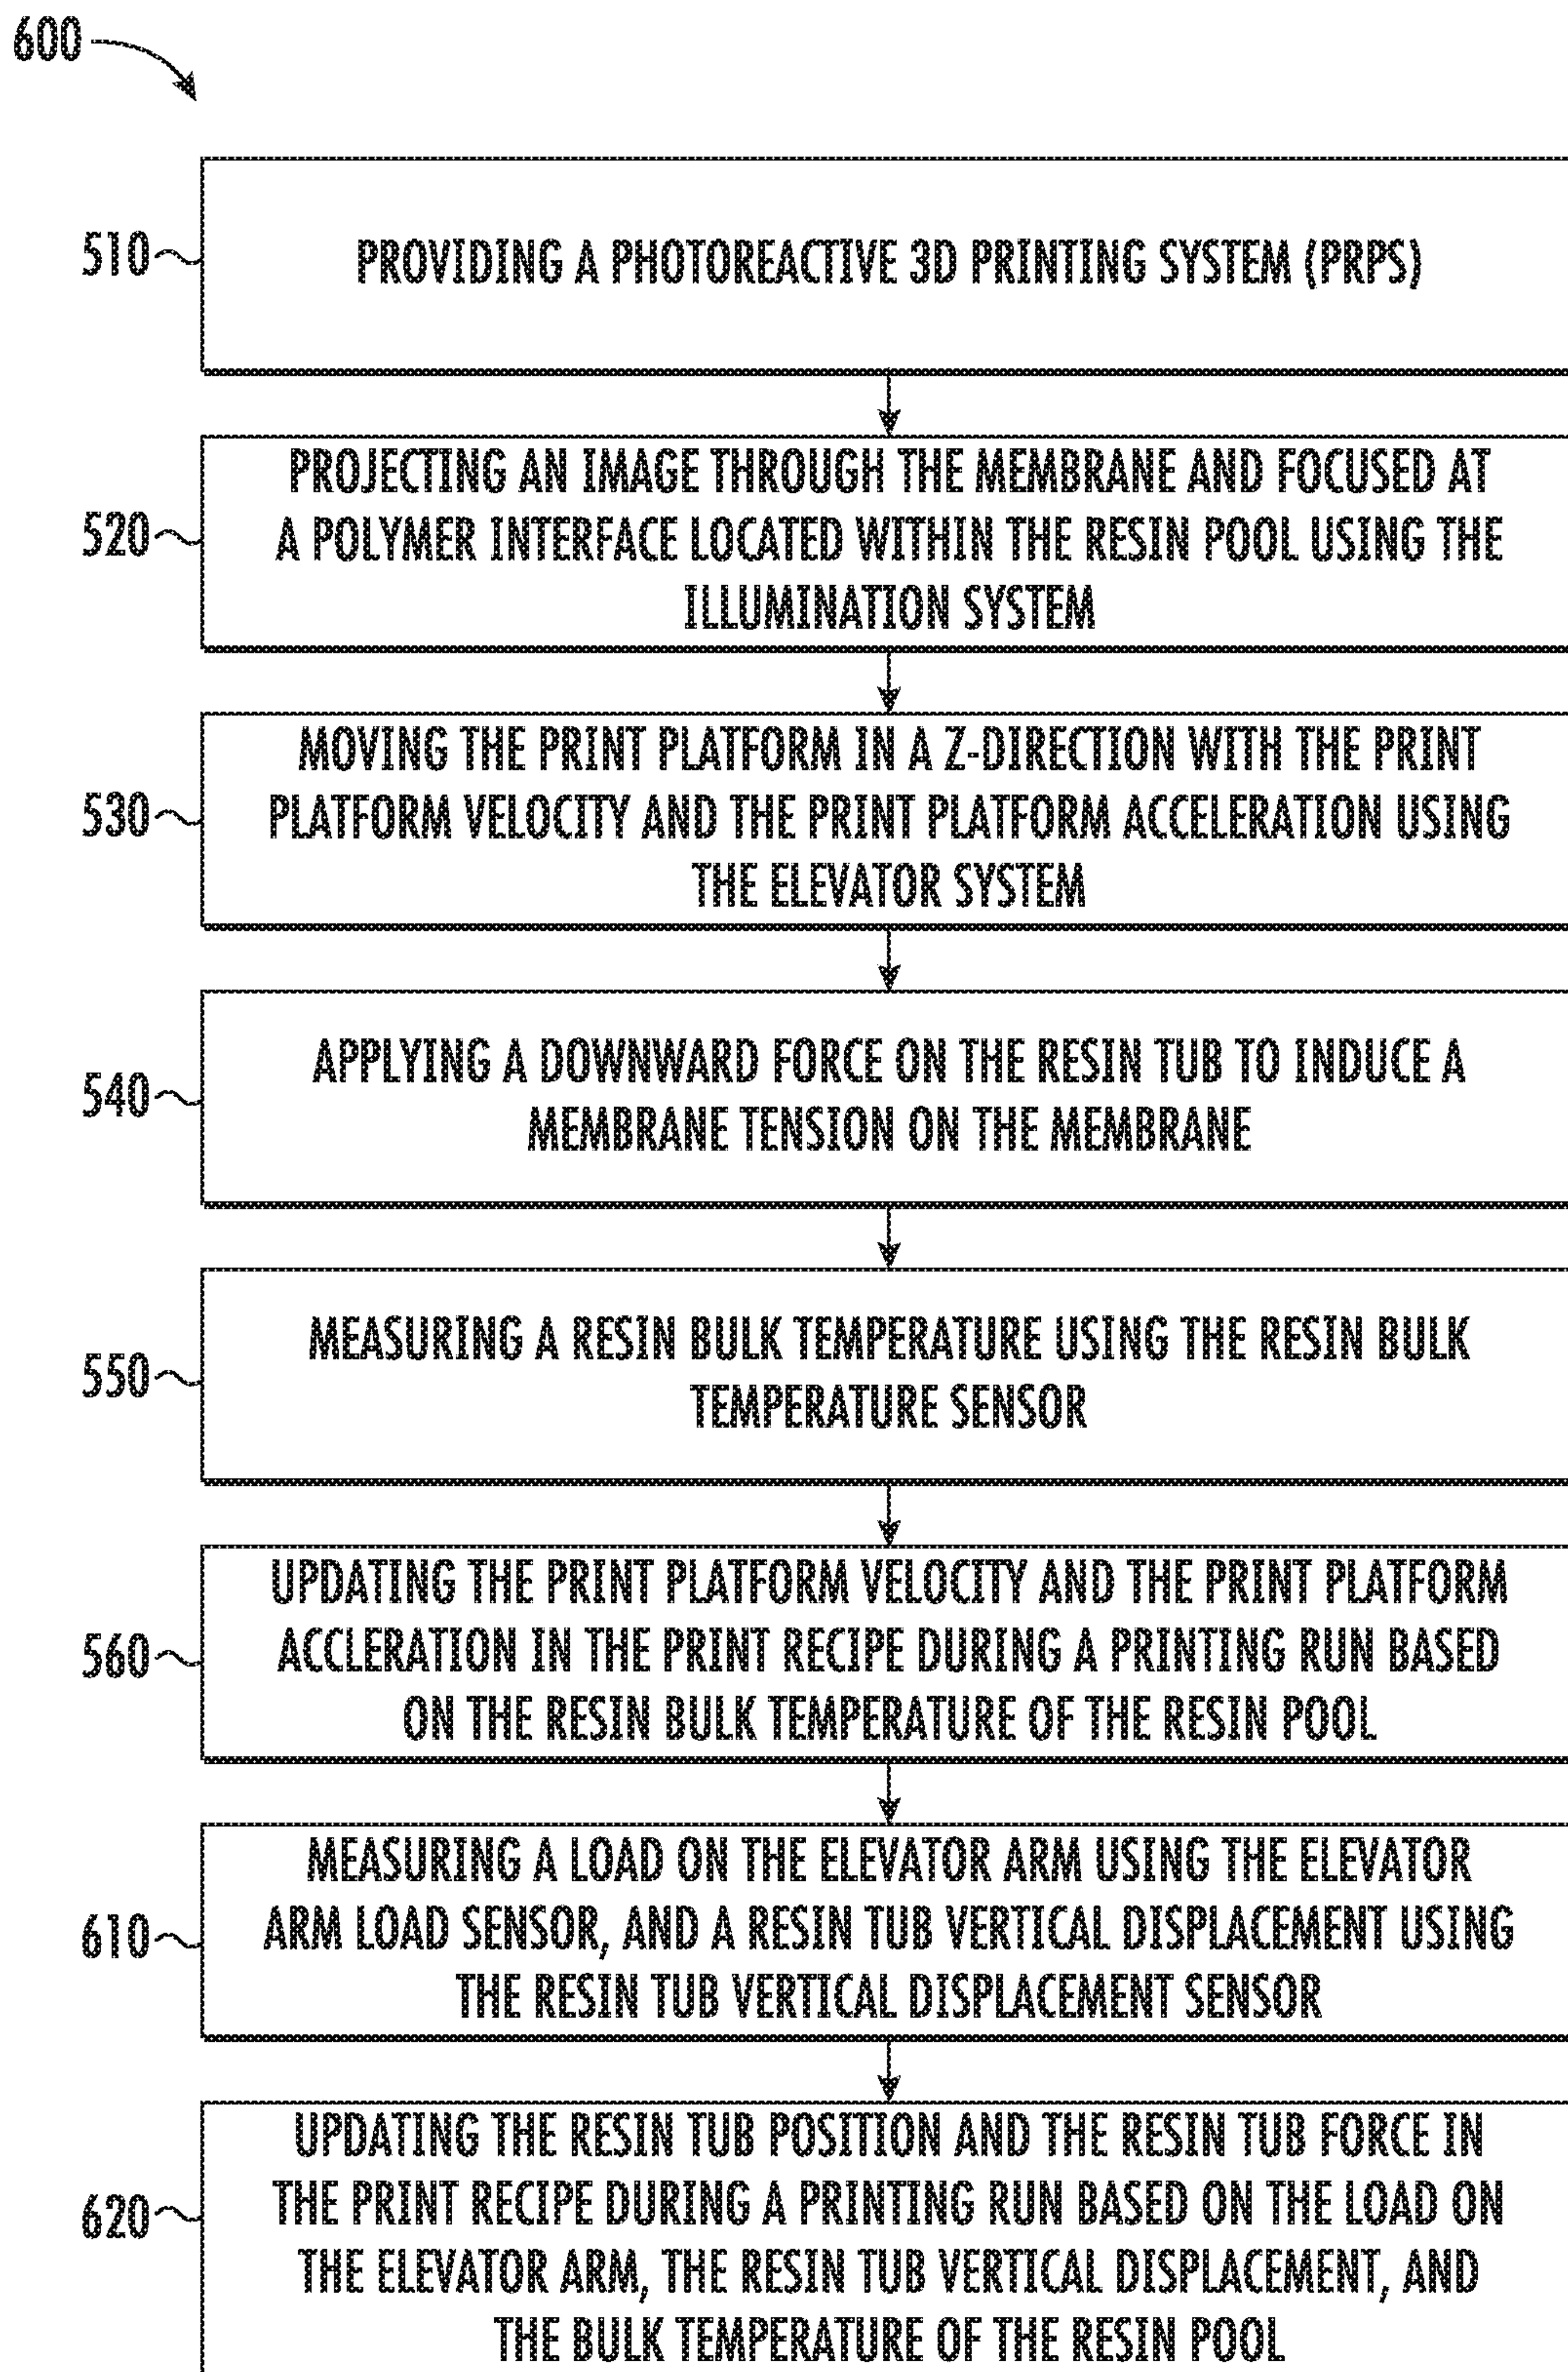 600
510
PROVIDING A PHOTOREACTIVE 3D PRINTING SYSTEM (PRPS)
520
PROJECTING AN IMAGE THROUGH THE MEMBRANE AND FOCUSED AT
A POLYMER INTERFACE LOCATED WITHIN THE RESIN POOL USING THE
ILLUMINATION SYSTEM
530
MOVING THE PRINT PLATFORM IN A Z-DIRECTION WITH THE PRINT
PLATFORM VELOCITY AND THE PRINT PLATFORM ACCELERATION USING
THE ELEVATOR SYSTEM
540
APPLYING A DOWNWARD FORCE ON THE RESIN TUB TO INDUCE A
MEMBRANE TENSION ON THE MEMBRANE
550
MEASURING A RESIN BULK TEMPERATURE USING THE RESIN BULK
TEMPERATURE SENSOR
560
UPDATING THE PRINT PLATFORM VELOCITY AND THE PRINT PLATFORM
ACCLERATION IN THE PRINT RECIPE DURING A PRINTING RUN BASED
ON THE RESIN BULK TEMPERATURE OF THE RESIN POOL
610
MEASURING A LOAD ON THE ELEVATOR ARM USING THE ELEVATOR
ARM LOAD SENSOR, AND A RESIN TUB VERTICAL DISPLACEMENT USING
THE RESIN TUB VERTICAL DISPLACEMENT SENSOR
620
UPDATING THE RESIN TUB POSITION AND THE RESIN TUB FORCE IN
THE PRINT RECIPE DURING A PRINTING RUN BASED ON THE LOAD ON
THE ELEVATOR ARM, THE RESIN TUB VERTICAL DISPLACEMENT, AND
THE BULK TEMPERATURE OF THE RESIN POOL